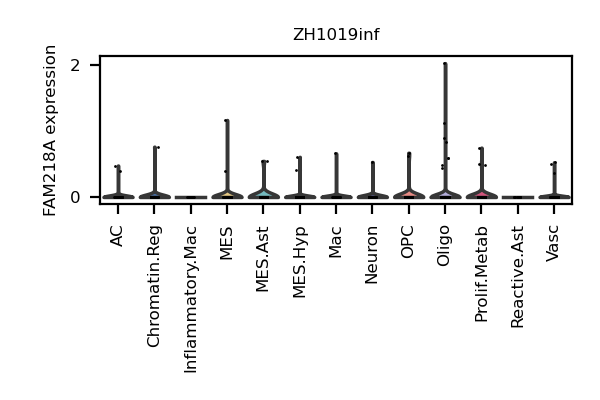 ZH1019inf
FAM218A expression
2
0
AC
Chromatin.Reg
Inflammatory.Mac
MES
MES.Ast
MES.Hyp
Mac
Neuron
OPC
Oligo
Prolif.Metab
Reactive.Ast
Vasc